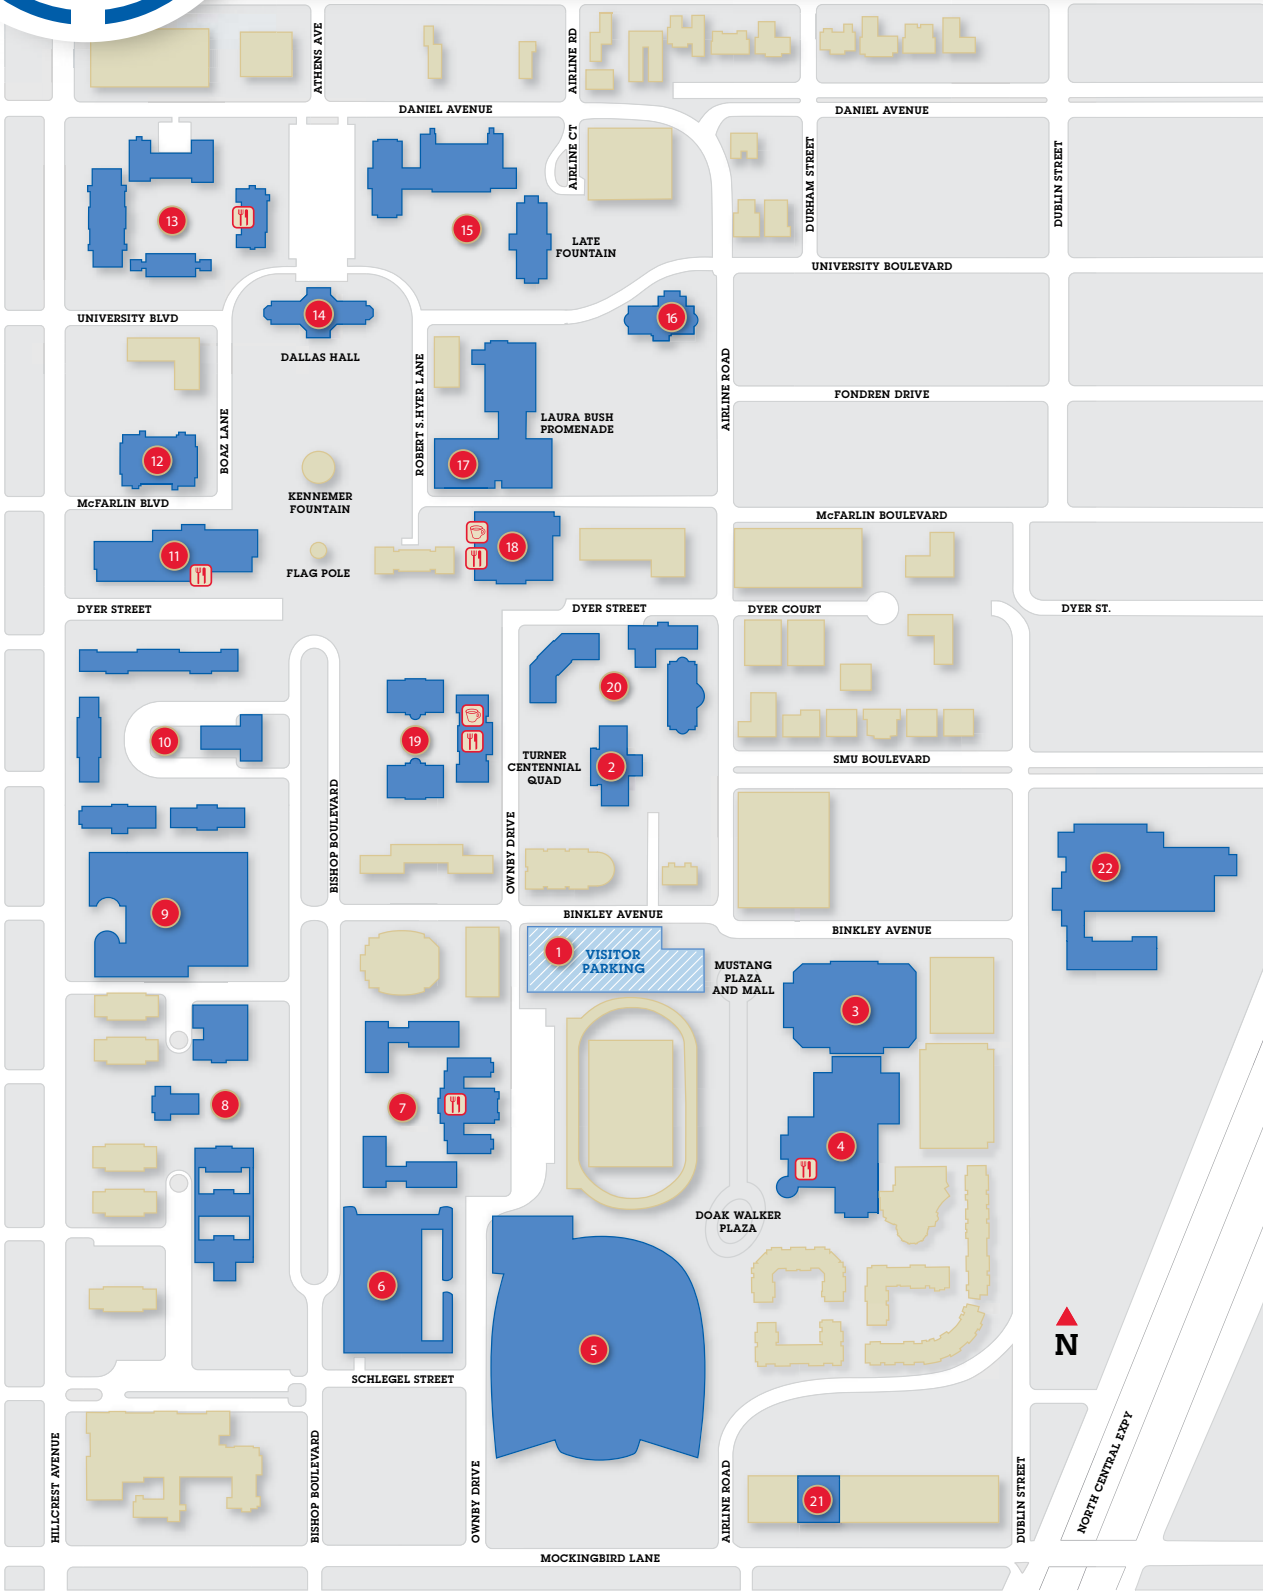 ATHENS AVE
AIRLINE RD
DANIEL AVENUE
DANIEL AVENUE
AIRLINE CT
DURHAM STREET
DUBLIN STREET
13
15
LATE
FOUNTAIN
UNIVERSITY BOULEVARD
14
16
UNIVERSITY BLVD
DALLAS HALL
BOAZ LANE
ROBERT S.HYER LANE
AIRLINE ROAD
FONDREN DRIVE
LAURA BUSH
PROMENADE
12
17
KENNEMER
FOUNTAIN
McFARLIN BLVD
McFARLIN BOULEVARD
11
18
FLAG POLE
DYER STREET
DYER STREET
DYER COURT
DYER ST.
20
10
19
TURNER
CENTENNIAL
QUAD
2
SMU BOULEVARD
BISHOP BOULEVARD
OWNBY DRIVE
22
9
BINKLEY AVENUE
BINKLEY AVENUE
1
VISITOR
PARKING
MUSTANG
PLAZA
AND MALL
3
8
7
4
DOAK WALKER
PLAZA
6
5
N
SCHLEGEL STREET
HILLCREST AVENUE
BISHOP BOULEVARD
OWNBY DRIVE
AIRLINE ROAD
21
DUBLIN STREET
NORTH CENTRAL EXPY
MOCKINGBIRD LANE